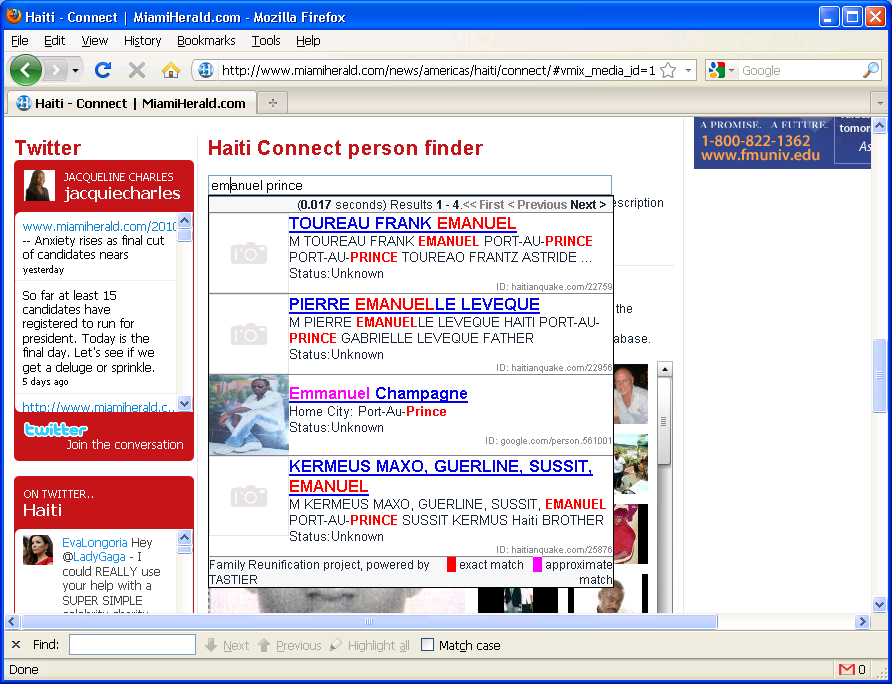 Haiti - Connect | MiamiHerald.com - Mozilla Firefox
File Edit View History Bookmarks Tools Help
http://www.miamiherald.com/news/americas/haiti/connect/#vmix_media_id=1
Google
Haiti - Connect | MiamiHerald.com
Twitter
JACQUELINE CHARLES
jacquiecharles
www.miamiherald.com/2010
-- Anxiety rises as final cut
of candidates nears
yesterday
So far at least 15
candidates have
registered to run for
president. Today is the
final day. Let's see if we
get a deluge or sprinkle.
5 days ago
http://www.miamiherald.c...
twitter
Join the conversation
ON TWITTER..
Haiti
EvaLongoria Hey
@LadyGaga - I
could REALLY use
your help with a
SUPER SIMPLE
celebrity charity
Haiti Connect person finder
emanuel prince
(0.017 seconds) Results 1 - 4.<< First < Previous Next >
TOUREAU FRANK EMANUEL
M TOUREAU FRANK EMANUEL PORT-AU-PRINCE
PORT-AU-PRINCE TOUREAO FRANTZ ASTRIDE ...
Status:Unknown
ID: haitianquake.com/22759
PIERRE EMANUELLE LEVEQUE
M PIERRE EMANUELLE LEVEQUE HAITI PORT-AU-
PRINCE GABRIELLE LEVEQUE FATHER
Status:Unknown
ID: haitianquake.com/22956
Emmanuel Champagne
Home City: Port-Au-Prince
Status:Unknown
ID: google.com/person.561001
KERMEUS MAXO, GUERLINE, SUSSIT,
EMANUEL
M KERMEUS MAXO, GUERLINE, SUSSIT, EMANUEL
PORT-AU-PRINCE SUSSIT KERMUS Haiti BROTHER
Status:Unknown
ID: haitianquake.com/25876
Family Reunification project, powered by
TASTIER
exact match approximate
match
escription
the
abase.
A PROMISE. A FUTURE.
1-800-822-1362
www.fmuniv.edu
tomor
As
Find: Next Previous Highlight all Match case
Done
0